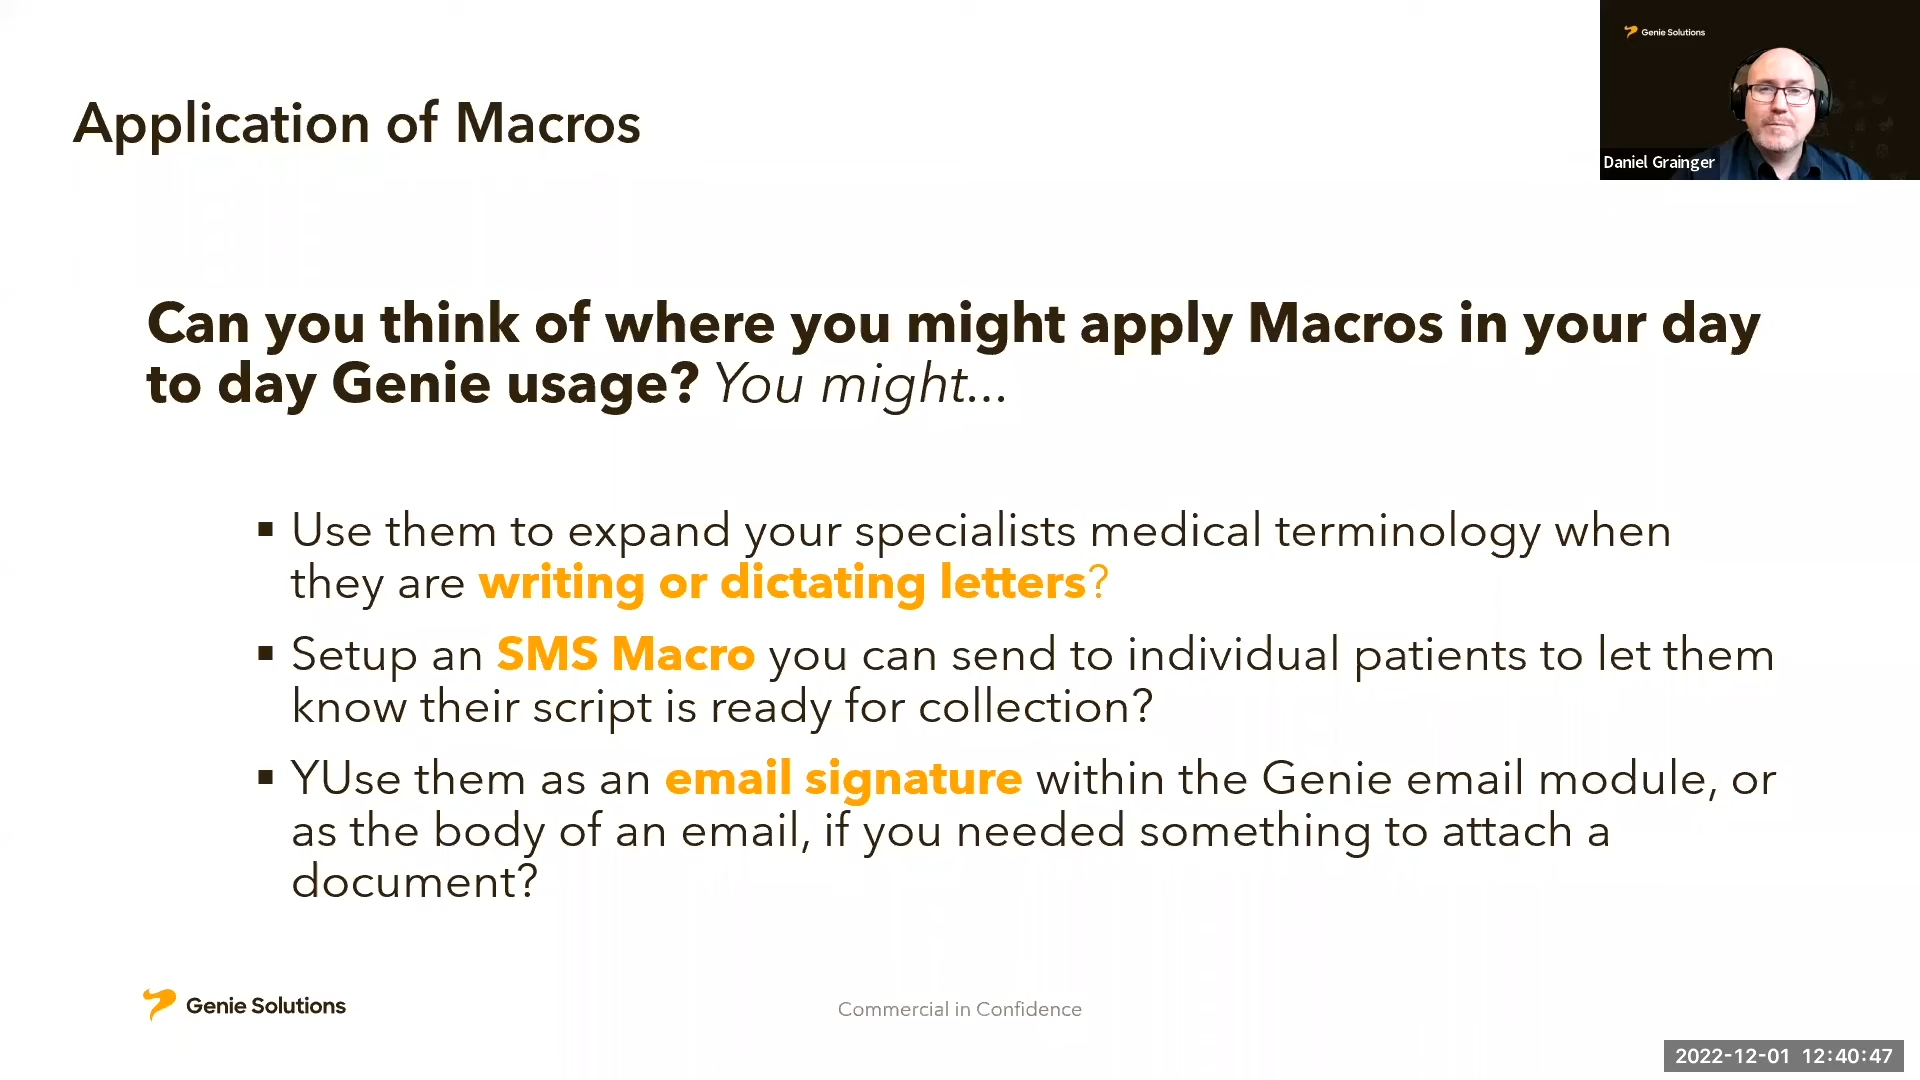 Genie Solutions
Daniel Grainger
Application of Macros
Can you think of where you might apply Macros in your day
to day Genie usage? You might...
▪ Use them to expand your specialists medical terminology when
they are writing or dictating letters?
▪ Setup an SMS Macro you can send to individual patients to let them
know their script is ready for collection?
▪ YUse them as an email signature within the Genie email module, or
as the body of an email, if you needed something to attach a
document?
Genie Solutions
Commercial in Confidence
2022-12-01 12:40:47